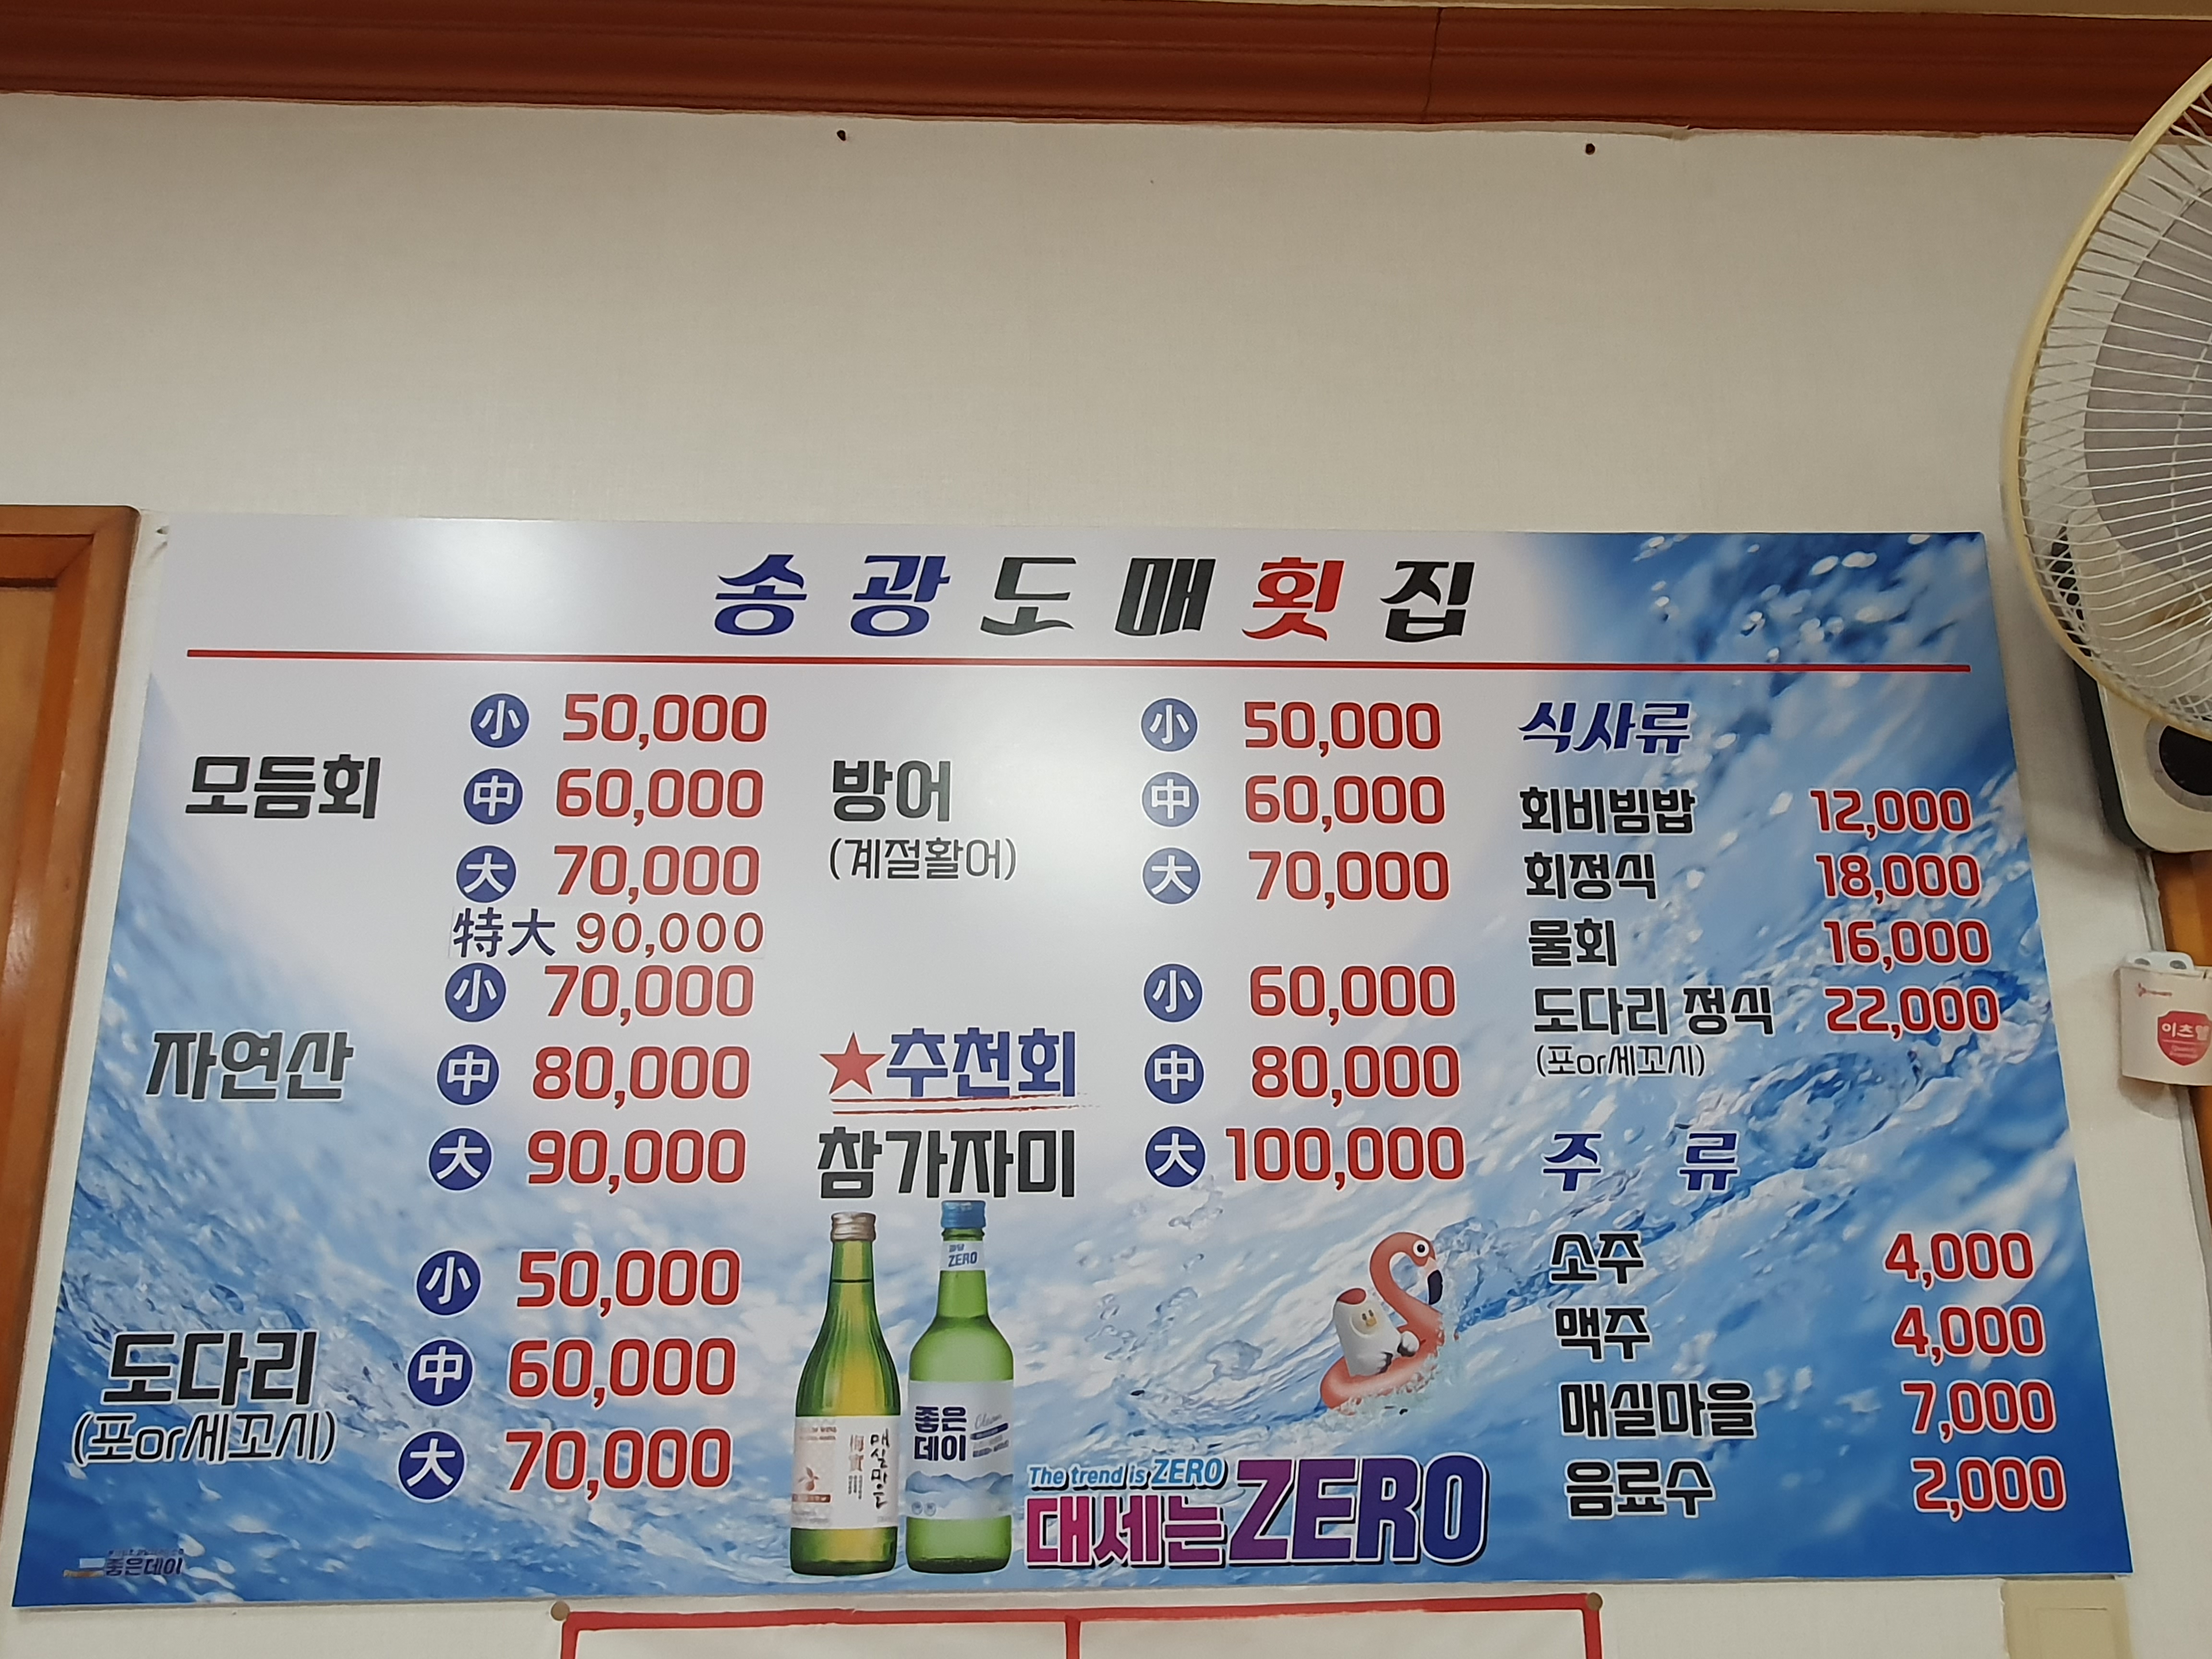 송광도매횟집
모듬회
小 50,000
中 60,000
大 70,000
特大 90,000
자연산
小 70,000
中 80,000
大 90,000
도다리
(포or세꼬시)
小 50,000
中 60,000
大 70,000
방어
(계절활어)
小 50,000
中 60,000
大 70,000
★추천회
참가자미
小 60,000
中 80,000
大 100,000
식사류
회비빔밥 12,000
회정식 18,000
물회 16,000
도다리 정식 22,000
(포or세꼬시)
주류
소주 4,000
맥주 4,000
매실마을 7,000
음료수 2,000
ZERO
梅實
매실마을
좋은
데이
The trend is ZERO
대세는 ZERO
좋은데이